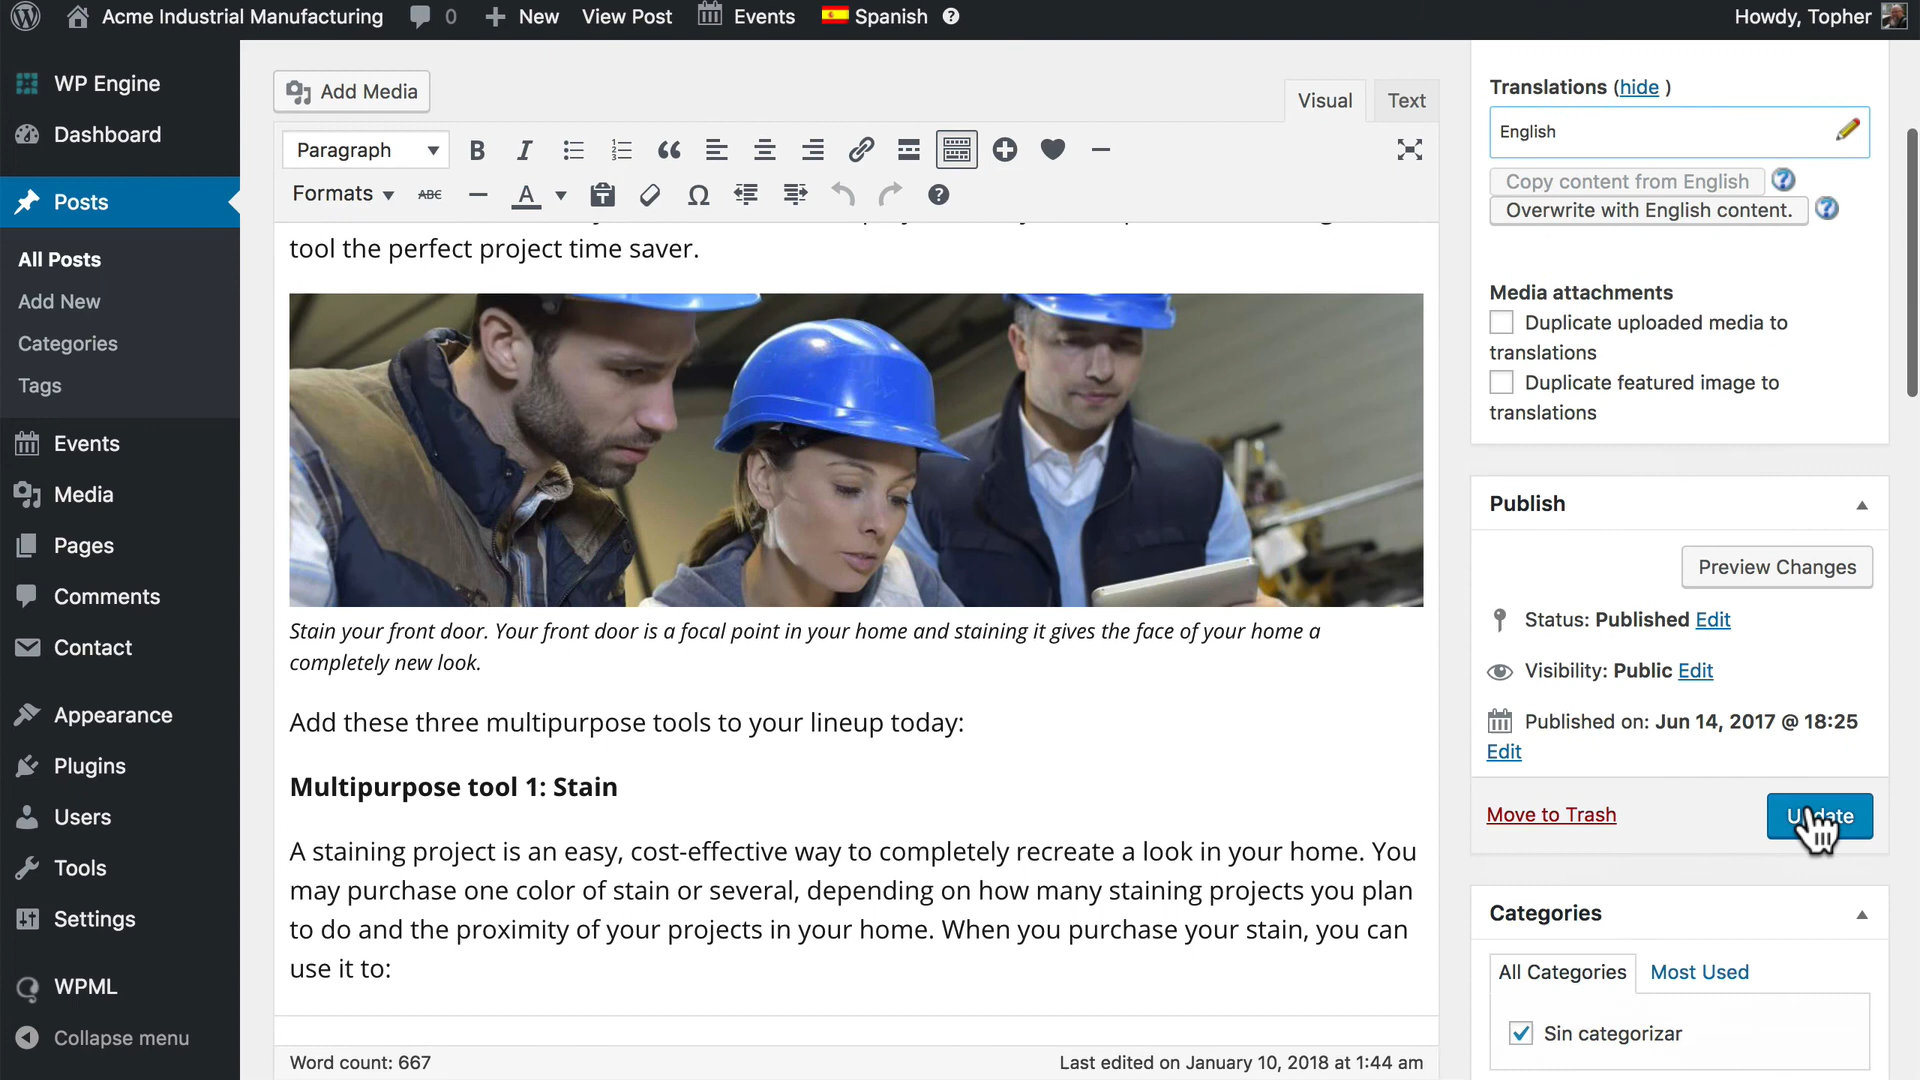 Acme Industrial Manufacturing 0 New View Post Events Spanish Howdy, Topher
WP Engine
Dashboard
Posts
All Posts
Add New
Categories
Tags
Events
Media
Pages
Comments
Contact
Appearance
Plugins
Users
Tools
Settings
WPML
Collapse menu
Add Media
Visual Text
Paragraph B I
Formats ABC A Ω
tool the perfect project time saver.
Stain your front door. Your front door is a focal point in your home and staining it gives the face of your home a
completely new look.
Add these three multipurpose tools to your lineup today:
Multipurpose tool 1: Stain
A staining project is an easy, cost-effective way to completely recreate a look in your home. You
may purchase one color of stain or several, depending on how many staining projects you plan
to do and the proximity of your projects in your home. When you purchase your stain, you can
use it to:
Word count: 667
Last edited on January 10, 2018 at 1:44 am
Translations (hide )
English
Copy content from English
Overwrite with English content.
Media attachments
Duplicate uploaded media to
translations
Duplicate featured image to
translations
Publish
Preview Changes
Status: Published Edit
Visibility: Public Edit
Published on: Jun 14, 2017 @ 18:25
Edit
Move to Trash
Update
Categories
All Categories Most Used
Sin categorizar